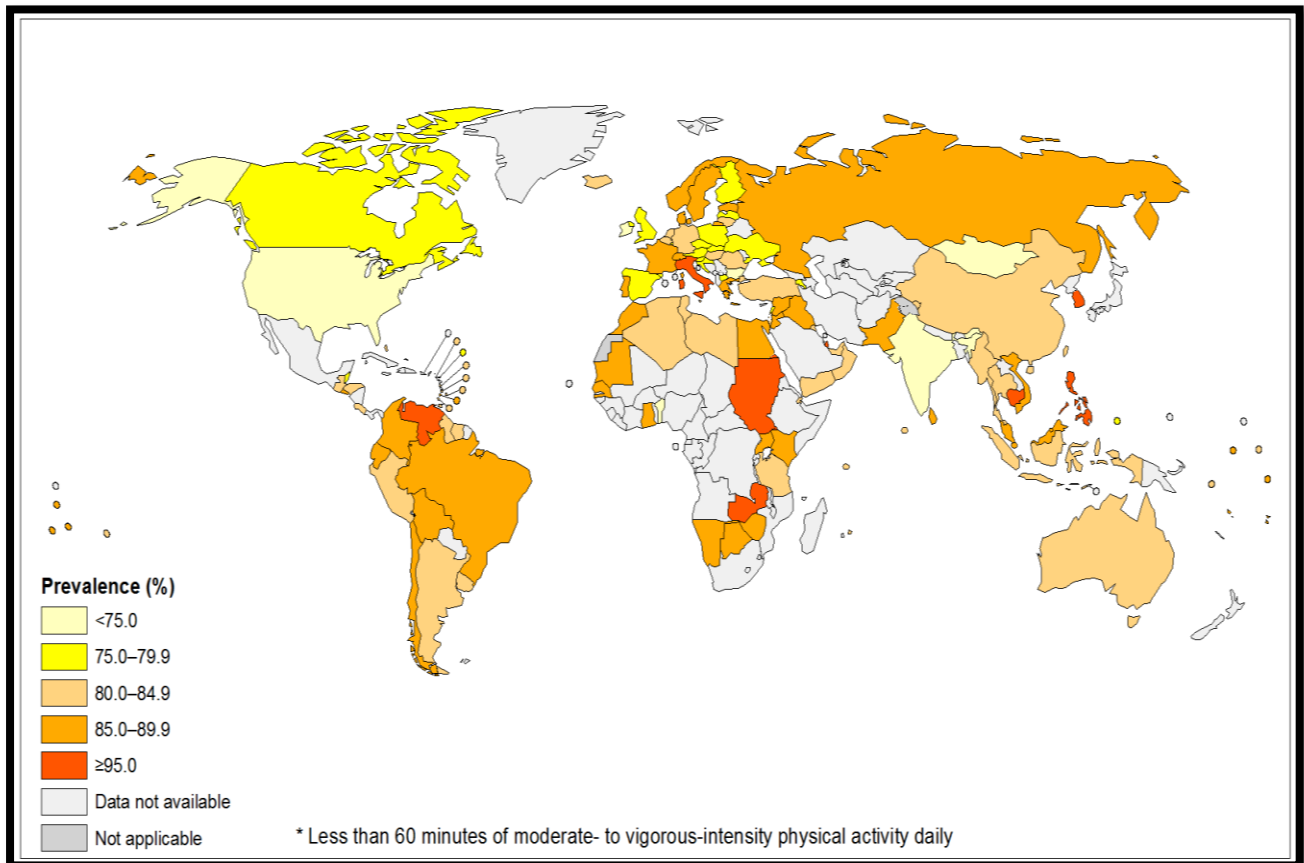 Prevalence (%)
<75.0
75.0–79.9
80.0–84.9
85.0–89.9
≥95.0
Data not available
Not applicable
* Less than 60 minutes of moderate- to vigorous-intensity physical activity daily